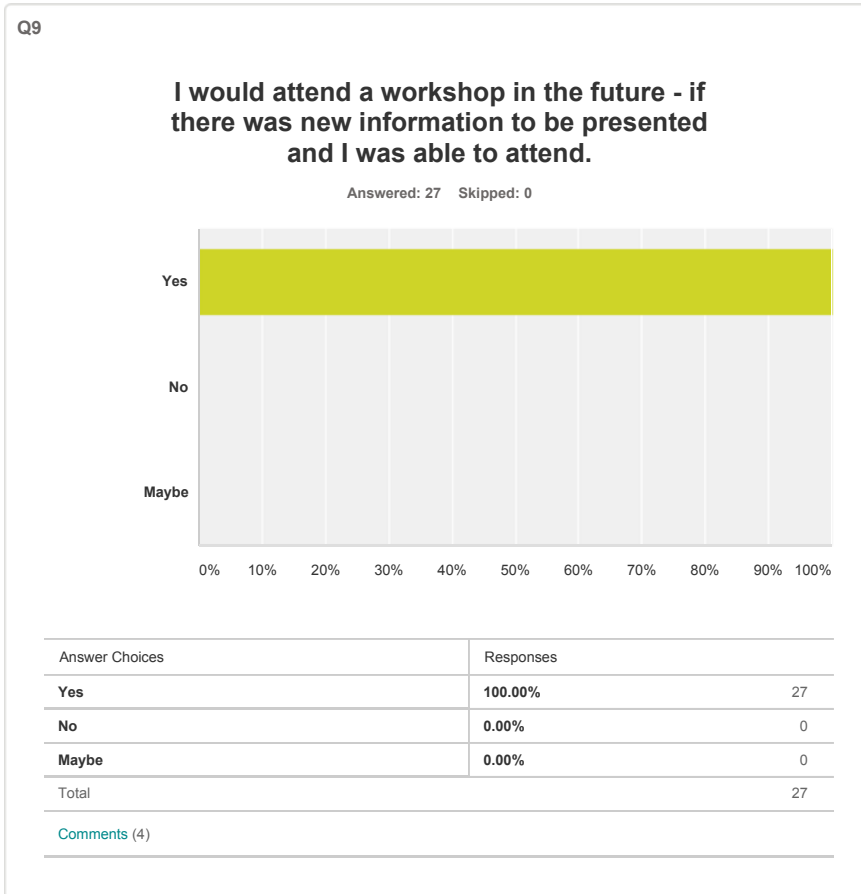 Q9
I would attend a workshop in the future - if
there was new information to be presented
and I was able to attend.
Answered: 27 Skipped: 0
Yes
No
Maybe
0% 10% 20% 30% 40% 50% 60% 70% 80% 90% 100%
Answer Choices Responses
Yes 100.00% 27
No 0.00% 0
Maybe 0.00% 0
Total 27
Comments (4)